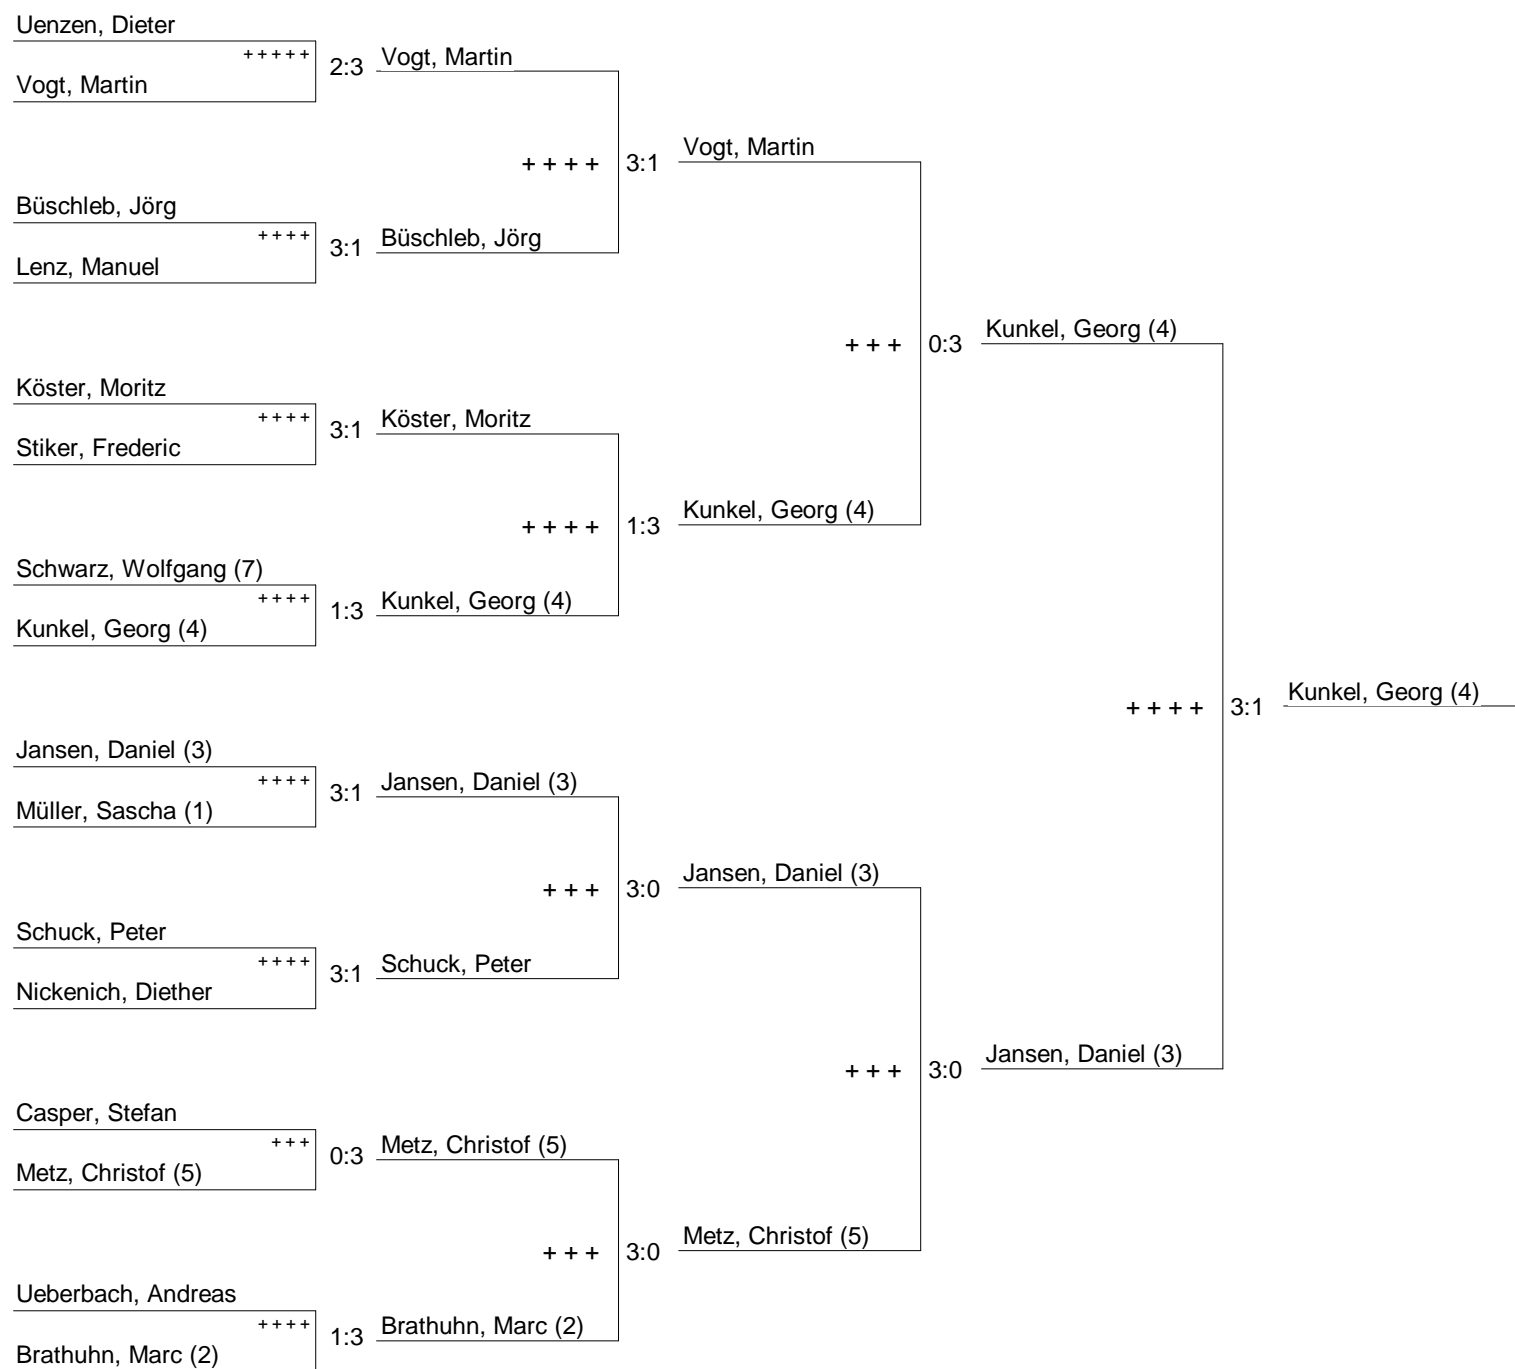 Uenzen, Dieter
+++++
2:3
Vogt, Martin
Vogt, Martin
++++
3:1
Vogt, Martin
Büschleb, Jörg
++++
3:1
Büschleb, Jörg
Lenz, Manuel
+++
0:3
Kunkel, Georg (4)
Köster, Moritz
++++
3:1
Köster, Moritz
Stiker, Frederic
++++
1:3
Kunkel, Georg (4)
Schwarz, Wolfgang (7)
++++
1:3
Kunkel, Georg (4)
Kunkel, Georg (4)
++++
3:1
Kunkel, Georg (4)
Jansen, Daniel (3)
++++
3:1
Jansen, Daniel (3)
Müller, Sascha (1)
+++
3:0
Jansen, Daniel (3)
Schuck, Peter
++++
3:1
Schuck, Peter
Nickenich, Diether
+++
3:0
Jansen, Daniel (3)
Casper, Stefan
+++
0:3
Metz, Christof (5)
Metz, Christof (5)
+++
3:0
Metz, Christof (5)
Ueberbach, Andreas
++++
1:3
Brathuhn, Marc (2)
Brathuhn, Marc (2)